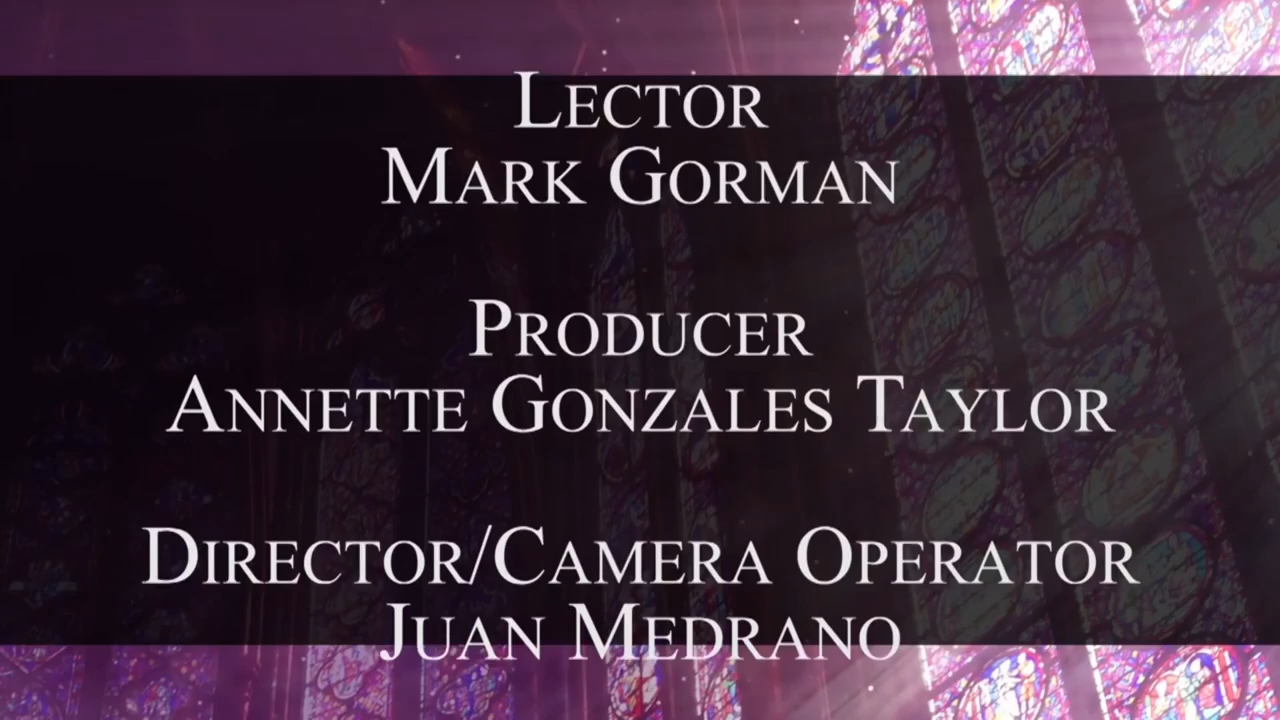 Lector
Mark Gorman
Producer
Annette Gonzales Taylor
Director/Camera Operator
Juan Medrano